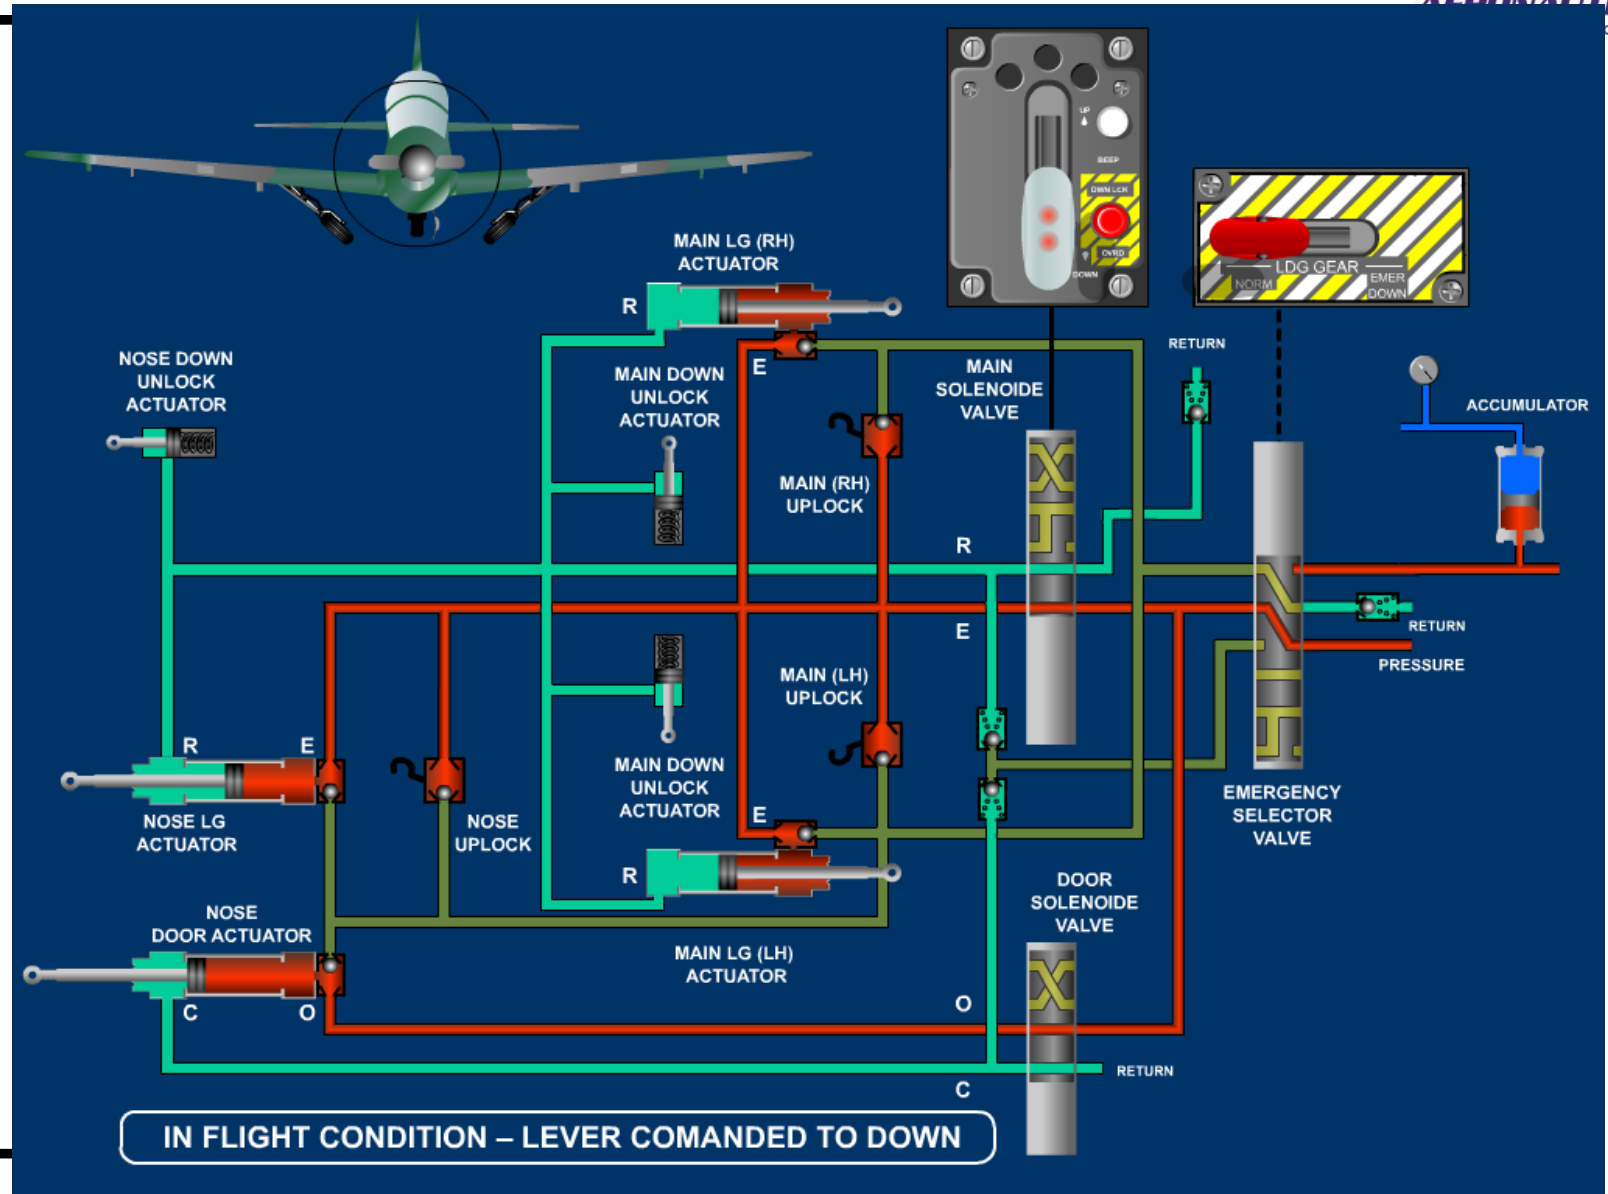 UP
BEEP
DWN LCK
OVRD
DOWN
LDG GEAR
NORM
EMER
DOWN
MAIN LG (RH)
ACTUATOR
R
E
NOSE DOWN
UNLOCK
ACTUATOR
MAIN DOWN
UNLOCK
ACTUATOR
MAIN
SOLENOIDE
VALVE
RETURN
ACCUMULATOR
MAIN (RH)
UPLOCK
R
E
RETURN
PRESSURE
MAIN (LH)
UPLOCK
R
E
NOSE LG
ACTUATOR
NOSE
UPLOCK
MAIN DOWN
UNLOCK
ACTUATOR
E
R
EMERGENCY
SELECTOR
VALVE
NOSE
DOOR ACTUATOR
C
O
MAIN LG (LH)
ACTUATOR
DOOR
SOLENOIDE
VALVE
O
C
RETURN
IN FLIGHT CONDITION – LEVER COMANDED TO DOWN